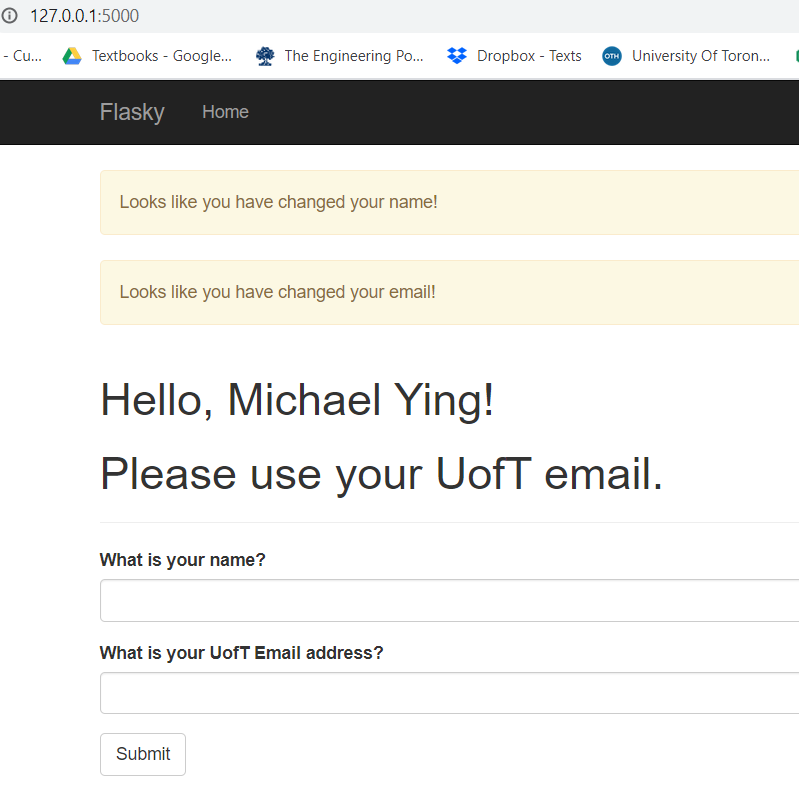 127.0.0.1:5000
- Cu... Textbooks - Google... The Engineering Po... Dropbox - Texts OTH University Of Toron...
Flasky Home
Looks like you have changed your name!
Looks like you have changed your email!
Hello, Michael Ying!
Please use your UofT email.
What is your name?
What is your UofT Email address?
Submit